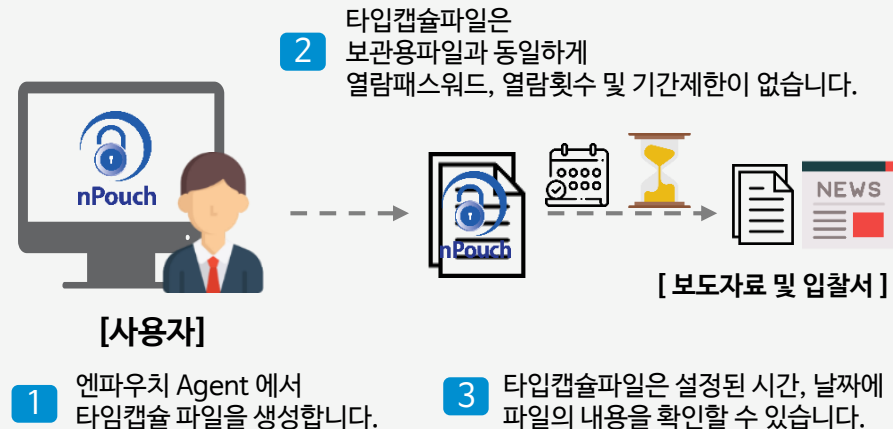 2
타입캡슐파일은
보관용파일과 동일하게
열람패스워드, 열람횟수 및 기간제한이 없습니다.
nPouch
nPouch
NEWS
[ 보도자료 및 입찰서 ]
[사용자]
1
엔파우치 Agent 에서
타임캡슐 파일을 생성합니다.
3
타입캡슐파일은 설정된 시간, 날짜에
파일의 내용을 확인할 수 있습니다.